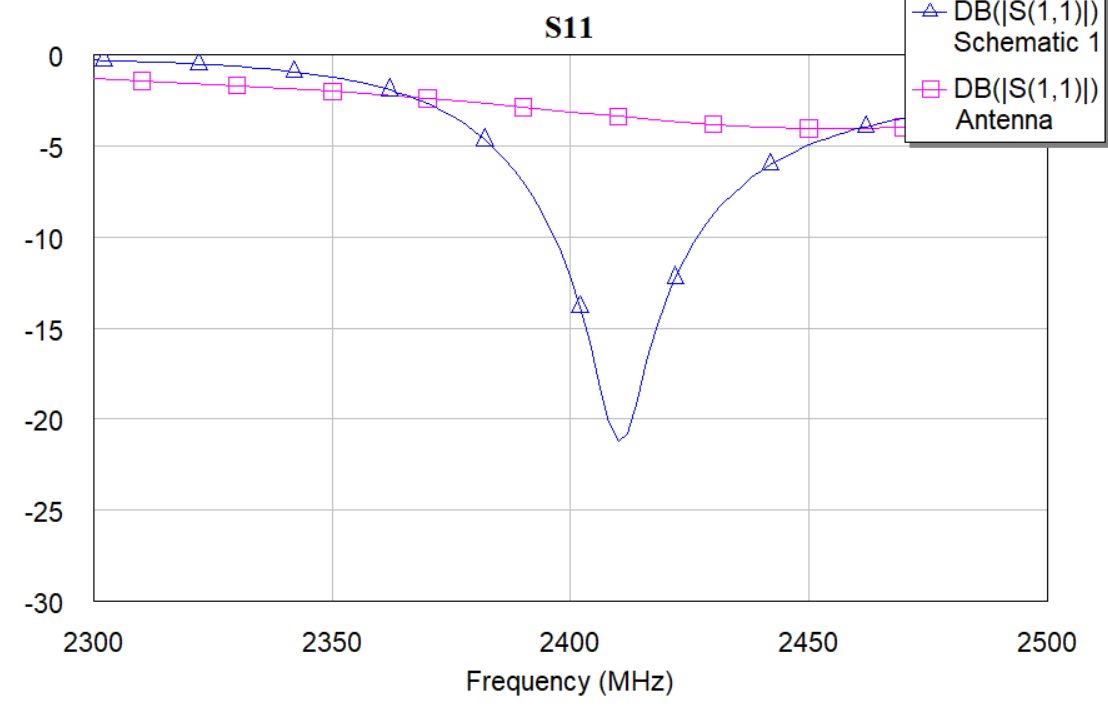 S11
DB(|S(1,1)|)
Schematic 1
DB(|S(1,1)|)
Antenna
0
-5
-10
-15
-20
-25
-30
2300
2350
2400
2450
2500
Frequency (MHz)